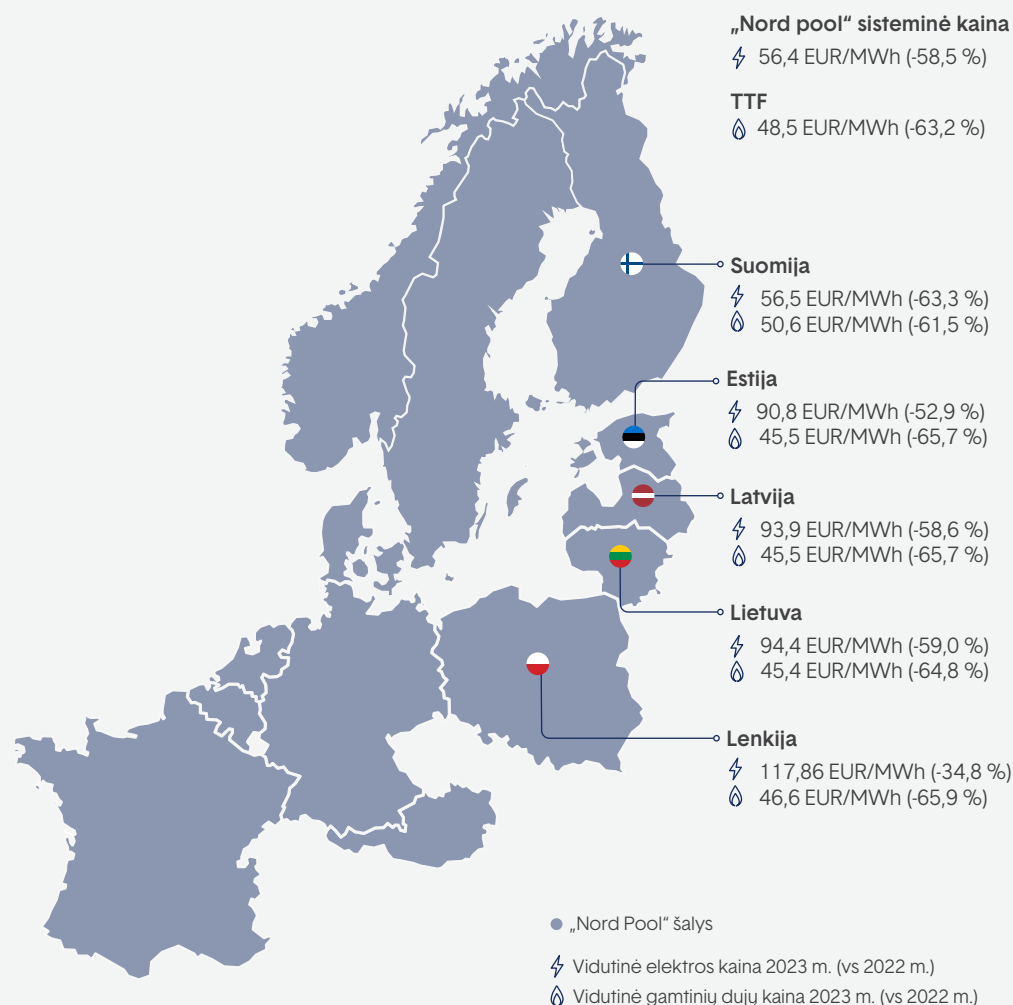 „Nord pool“ sisteminė kaina
56,4 EUR/MWh (-58,5 %)
TTF
48,5 EUR/MWh (-63,2 %)
Suomija
56,5 EUR/MWh (-63,3 %)
50,6 EUR/MWh (-61,5 %)
Estija
90,8 EUR/MWh (-52,9 %)
45,5 EUR/MWh (-65,7 %)
Latvija
93,9 EUR/MWh (-58,6 %)
45,5 EUR/MWh (-65,7 %)
Lietuva
94,4 EUR/MWh (-59,0 %)
45,4 EUR/MWh (-64,8 %)
Lenkija
117,86 EUR/MWh (-34,8 %)
46,6 EUR/MWh (-65,9 %)
„Nord Pool“ šalys
Vidutinė elektros kaina 2023 m. (vs 2022 m.)
Vidutinė gamtinių dujų kaina 2023 m. (vs 2022 m.)